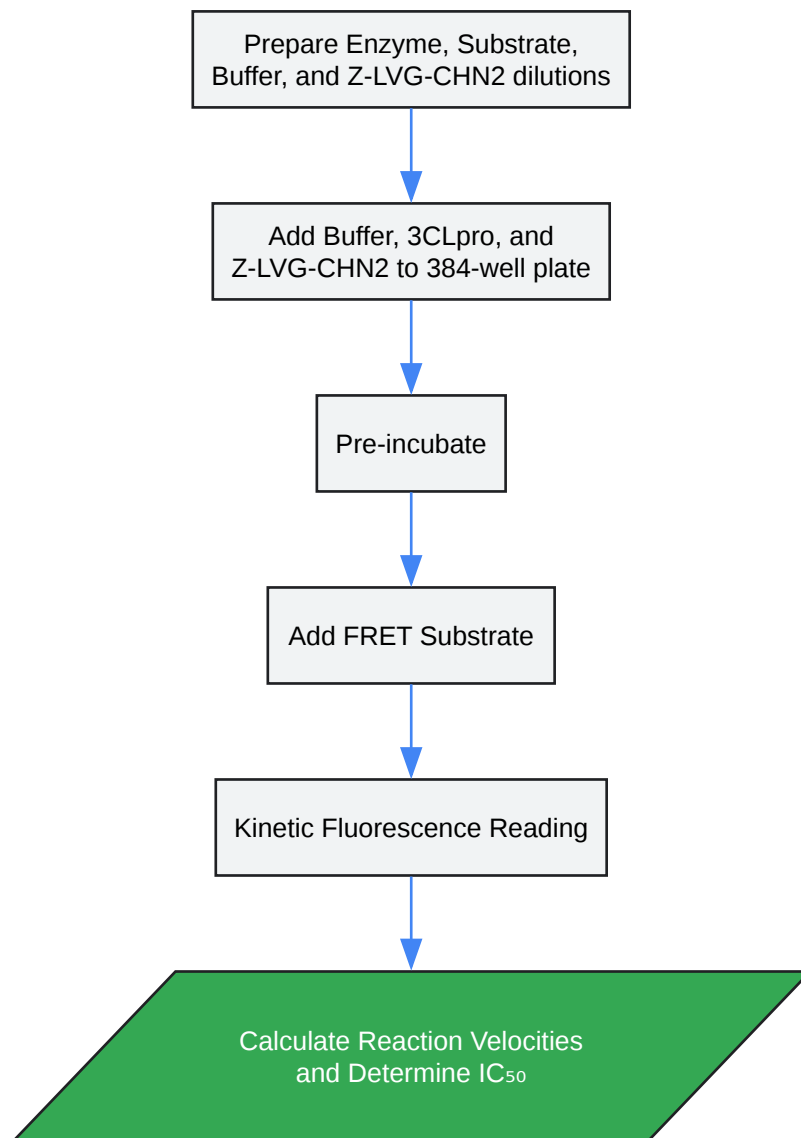 Prepare Enzyme, Substrate,
Buffer, and Z-LVG-CHN2 dilutions
Add Buffer, 3CLpro, and
Z-LVG-CHN2 to 384-well plate
Pre-incubate
Add FRET Substrate
Kinetic Fluorescence Reading
Calculate Reaction Velocities
and Determine IC₅₀